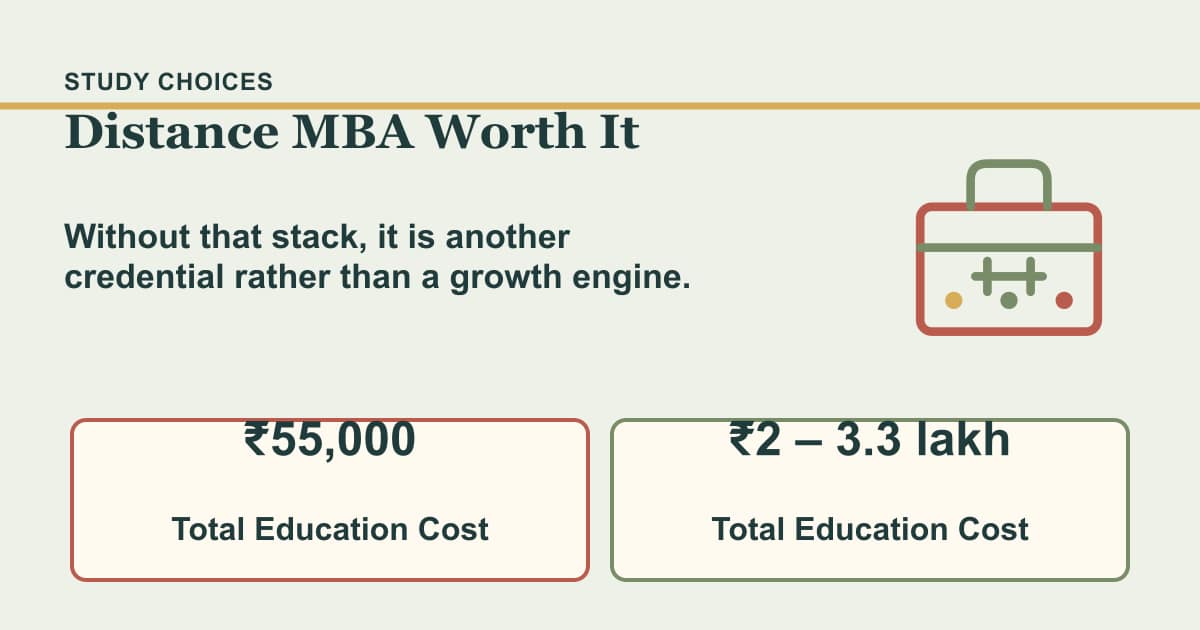 STUDY CHOICES
Distance MBA Worth It
Without that stack, it is another
credential rather than a growth engine.
₹55,000
Total Education Cost
₹2 – 3.3 lakh
Total Education Cost